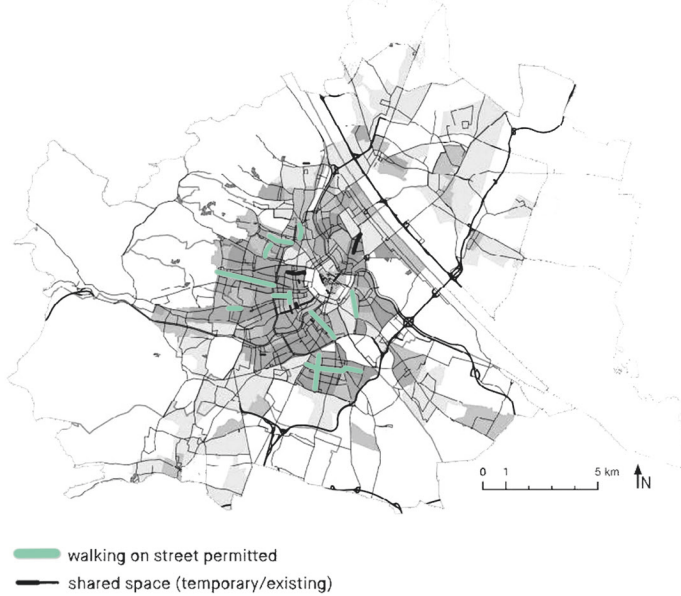 0 1 5 km N
walking on street permitted
shared space (temporary/existing)